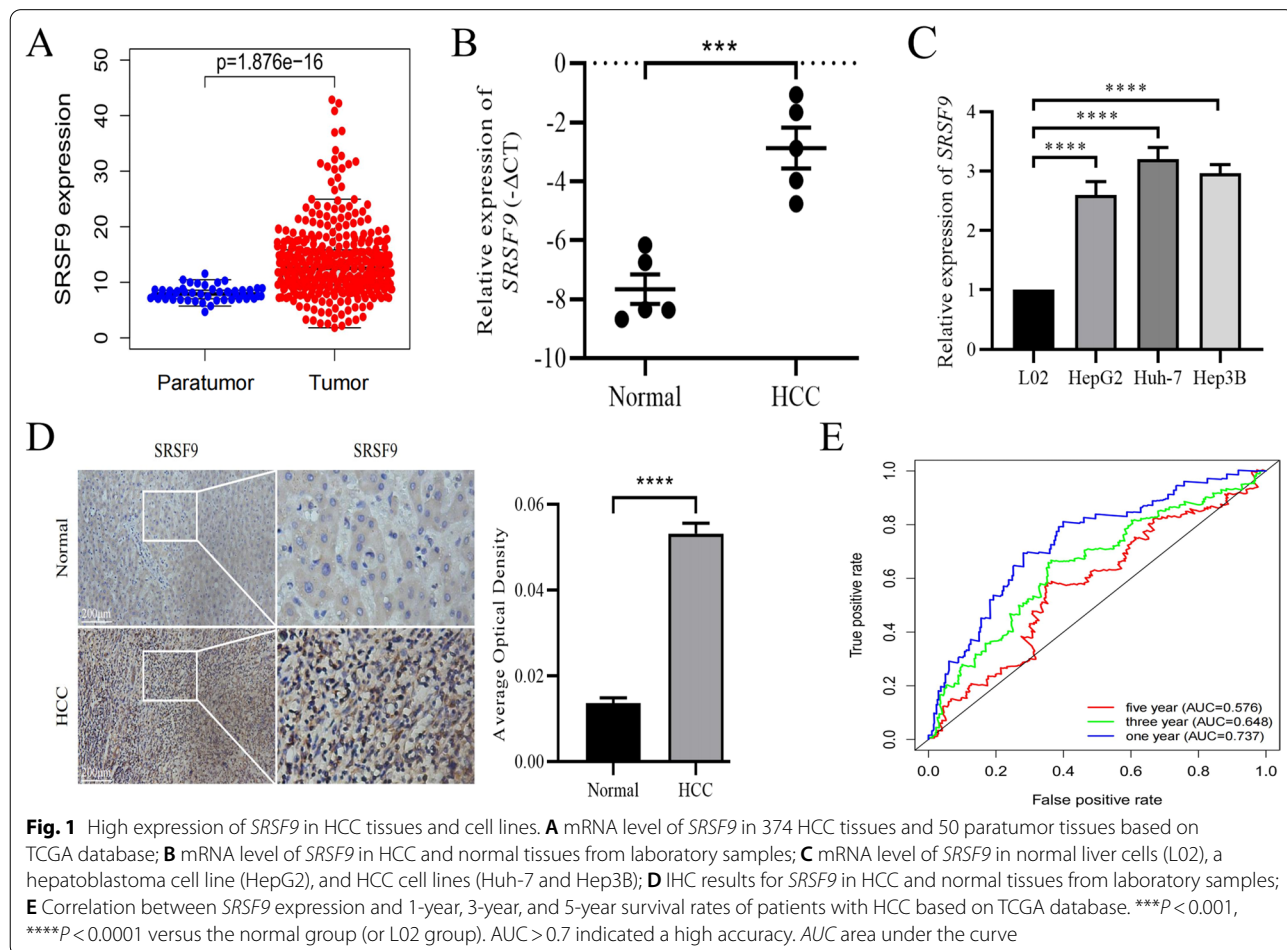 A
p=1.876e−16
SRSF9 expression
50
40
30
20
10
0
Paratumor
Tumor
B
***
Relative expression of
SRSF9 (-ΔCT)
0
-2
-4
-6
-8
-10
Normal
HCC
C
****
****
****
Relative expression of SRSF9
4
3
2
1
0
L02
HepG2
Huh-7
Hep3B
D
SRSF9
SRSF9
Normal
200μm
HCC
200μm
****
Average Optical Density
0.06
0.04
0.02
0.00
Normal
HCC
E
True positive rate
1.0
0.8
0.6
0.4
0.2
0.0
five year (AUC=0.576)
three year (AUC=0.648)
one year (AUC=0.737)
0.0
0.2
0.4
0.6
0.8
1.0
False positive rate
Fig. 1 High expression of SRSF9 in HCC tissues and cell lines. A mRNA level of SRSF9 in 374 HCC tissues and 50 paratumor tissues based on
TCGA database; B mRNA level of SRSF9 in HCC and normal tissues from laboratory samples; C mRNA level of SRSF9 in normal liver cells (L02), a
hepatoblastoma cell line (HepG2), and HCC cell lines (Huh-7 and Hep3B); D IHC results for SRSF9 in HCC and normal tissues from laboratory samples;
E Correlation between SRSF9 expression and 1-year, 3-year, and 5-year survival rates of patients with HCC based on TCGA database. ***P < 0.001,
****P < 0.0001 versus the normal group (or L02 group). AUC > 0.7 indicated a high accuracy. AUC area under the curve